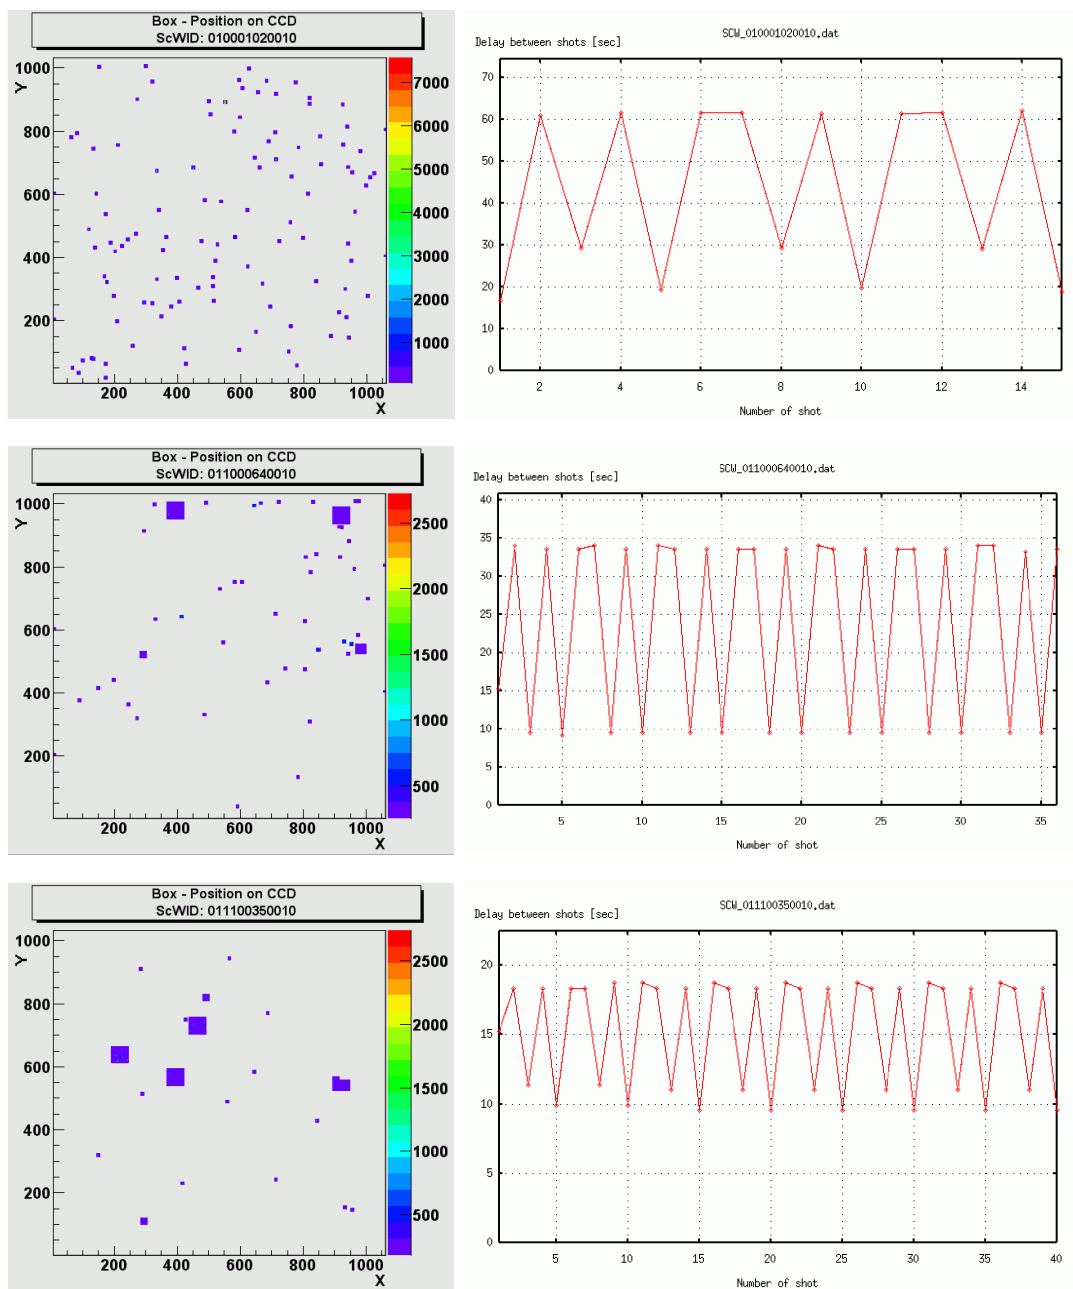 Box - Position on CCD
ScWID: 010001020010
Y
1000
800
600
400
200
200 400 600 800 1000
X
7000
6000
5000
4000
3000
2000
1000
SCW_010001020010.dat
Delay between shots [sec]
70
60
50
40
30
20
10
0
2 4 6 8 10 12 14
Number of shot
Box - Position on CCD
ScWID: 011000640010
Y
1000
800
600
400
200
200 400 600 800 1000
X
2500
2000
1500
1000
500
SCW_011000640010.dat
Delay between shots [sec]
40
35
30
25
20
15
10
5
0
5 10 15 20 25 30 35
Number of shot
Box - Position on CCD
ScWID: 011100350010
Y
1000
800
600
400
200
200 400 600 800 1000
X
2500
2000
1500
1000
500
SCW_011100350010.dat
Delay between shots [sec]
20
15
10
5
0
5 10 15 20 25 30 35 40
Number of shot